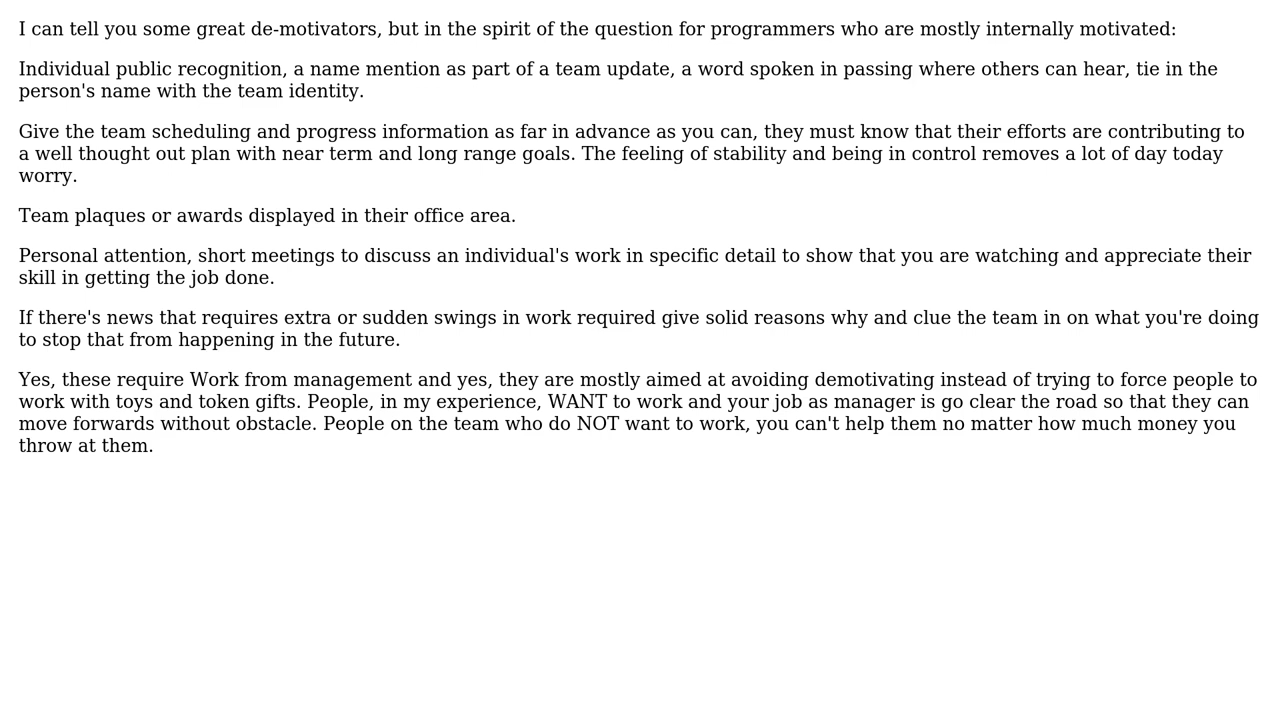 I can tell you some great de-motivators, but in the spirit of the question for programmers who are mostly internally motivated:
Individual public recognition, a name mention as part of a team update, a word spoken in passing where others can hear, tie in the
person's name with the team identity.
Give the team scheduling and progress information as far in advance as you can, they must know that their efforts are contributing to
a well thought out plan with near term and long range goals. The feeling of stability and being in control removes a lot of day today
worry.
Team plaques or awards displayed in their office area.
Personal attention, short meetings to discuss an individual's work in specific detail to show that you are watching and appreciate their
skill in getting the job done.
If there's news that requires extra or sudden swings in work required give solid reasons why and clue the team in on what you're doing
to stop that from happening in the future.
Yes, these require Work from management and yes, they are mostly aimed at avoiding demotivating instead of trying to force people to
work with toys and token gifts. People, in my experience, WANT to work and your job as manager is go clear the road so that they can
move forwards without obstacle. People on the team who do NOT want to work, you can't help them no matter how much money you
throw at them.